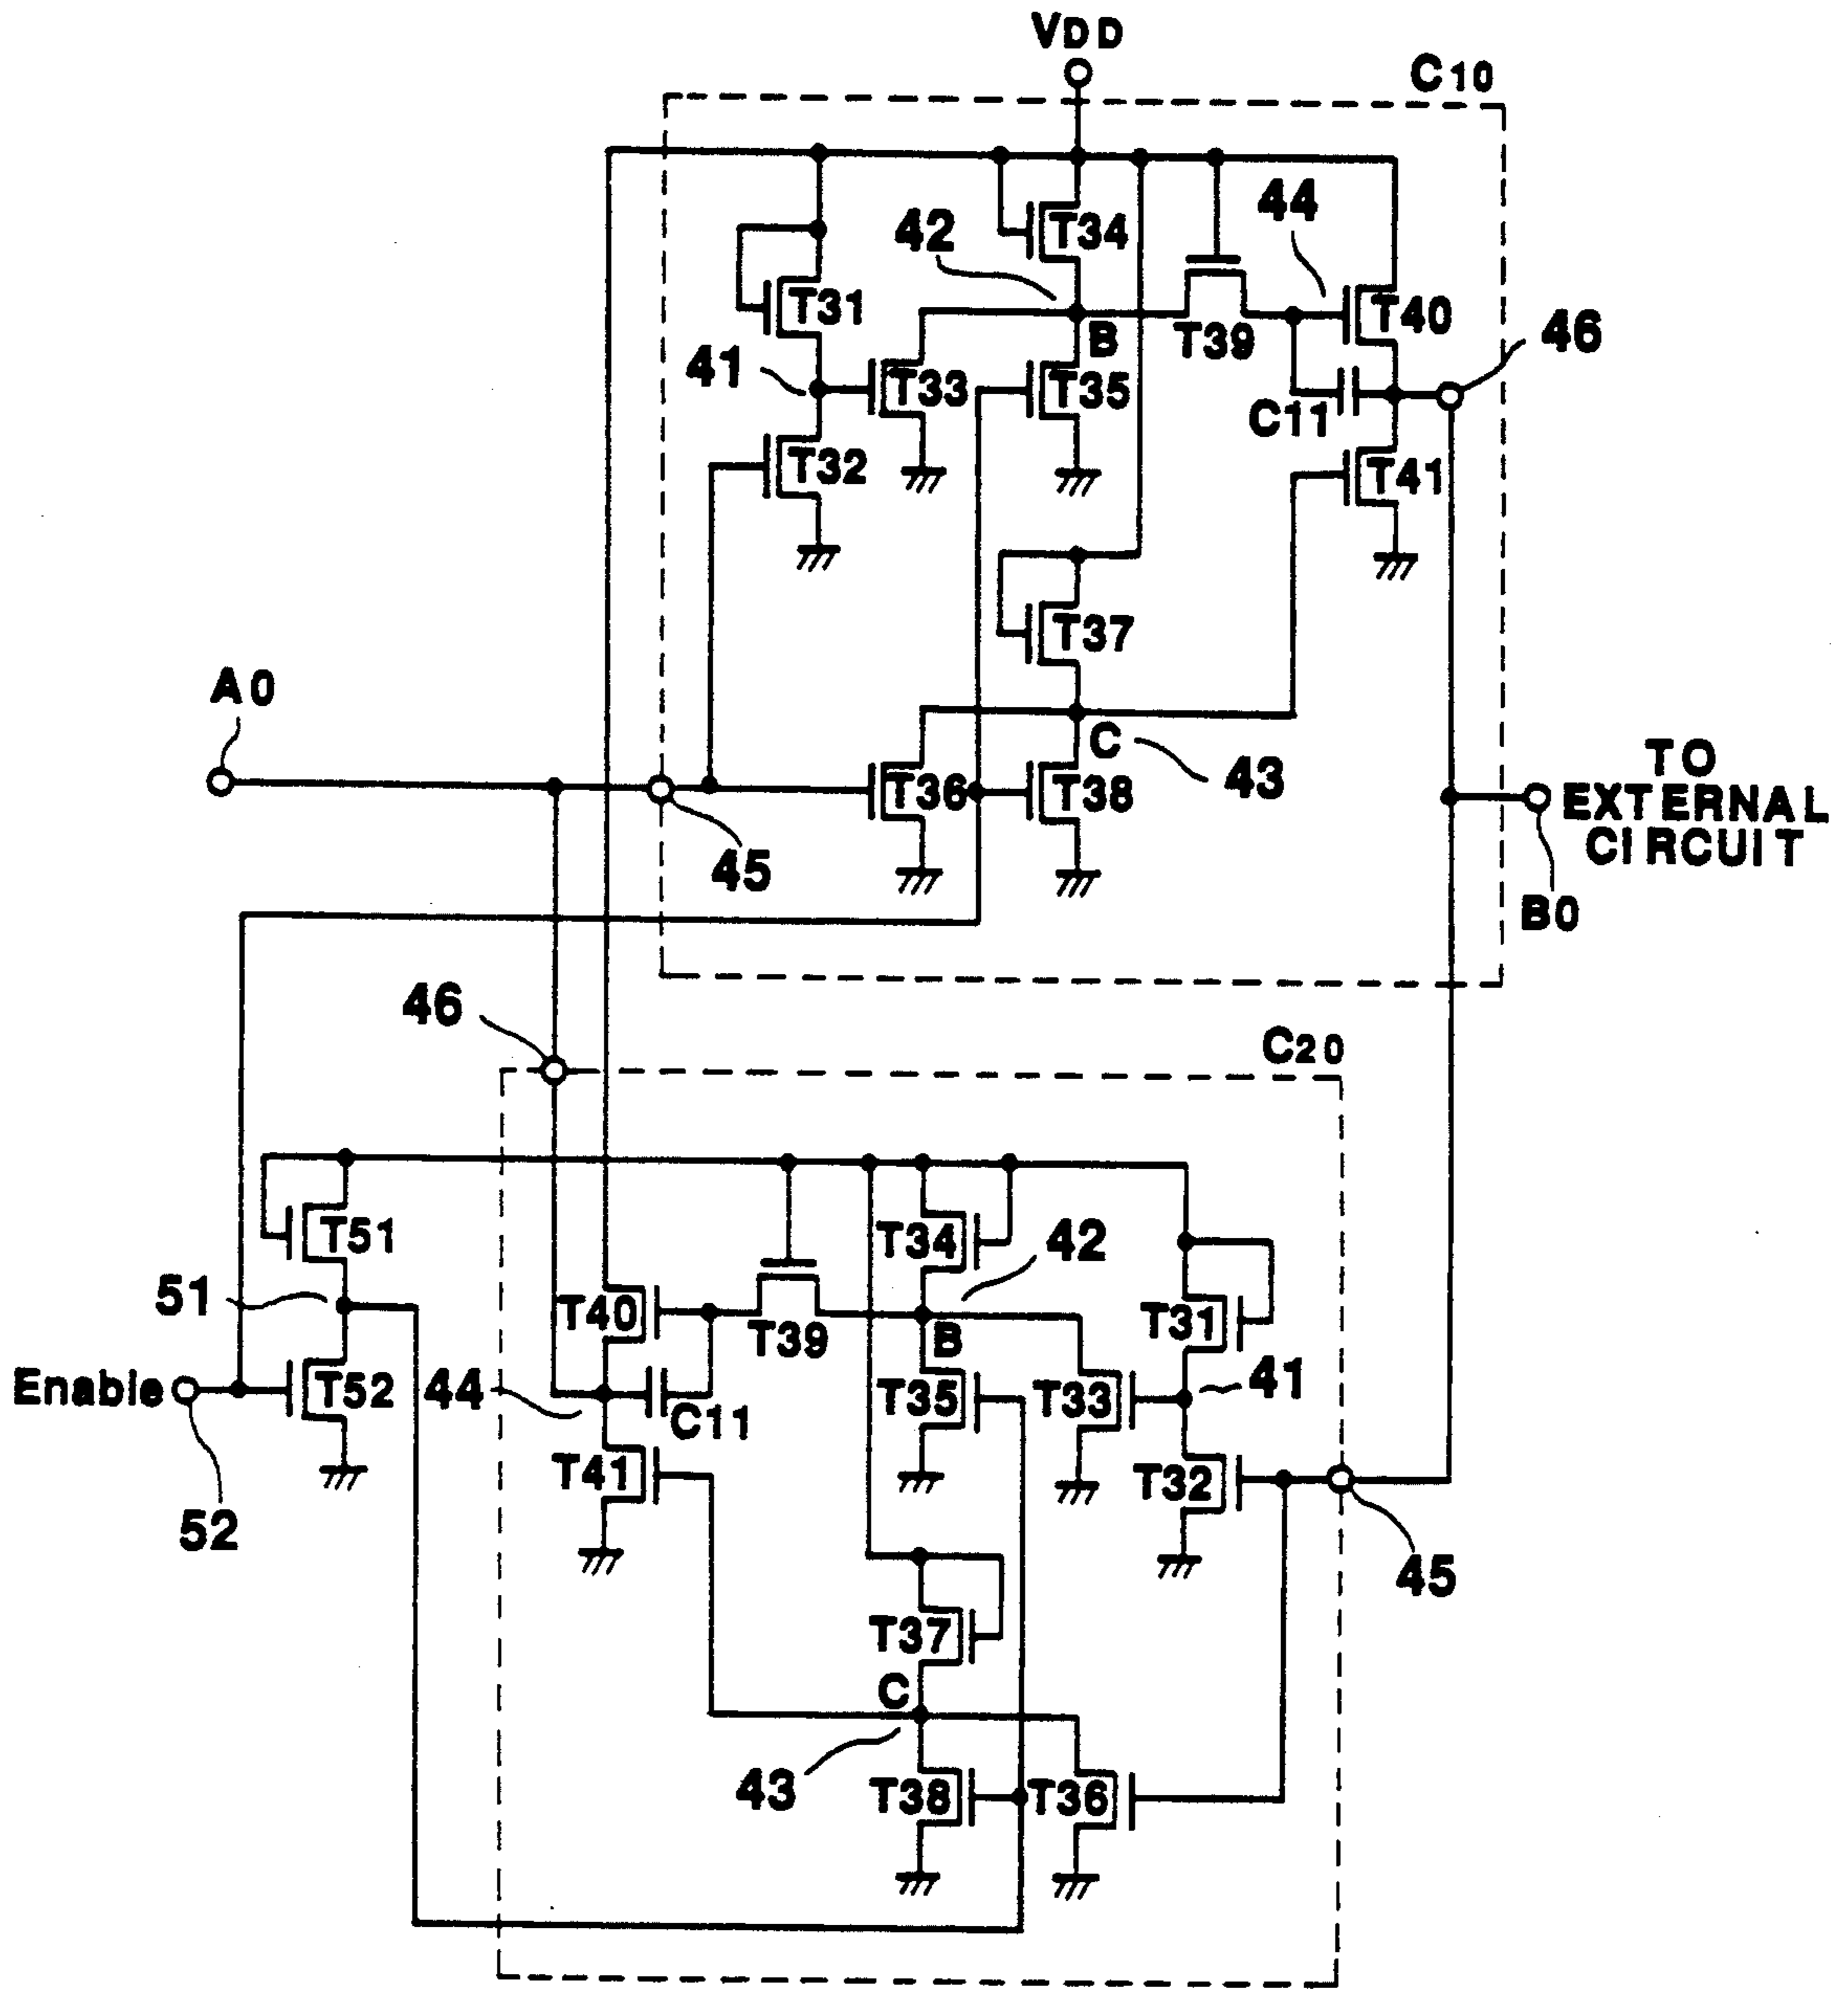 VDD
C10
42
T34
44
T31
T40
46
41
T33
B
T35
T39
C11
T32
T41
T37
A0
C
43
TO
EXTERNAL
CIRCUIT
T36
T38
45
B0
46
C20
T51
T34
42
51
T40
T39
B
T31
Enable
T52
44
C11
T35
T33
41
T41
T32
52
45
T37
C
43
T38
T36